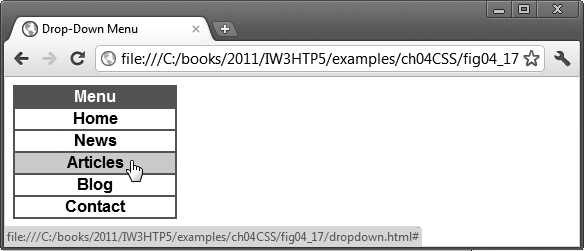 Drop-Down Menu
file:///C:/books/2011/IW3HTP5/examples/ch04CSS/fig04_17
Menu
Home
News
Articles
Blog
Contact
file:///C:/books/2011/IW3HTP5/examples/ch04CSS/fig04_17/dropdown.html#